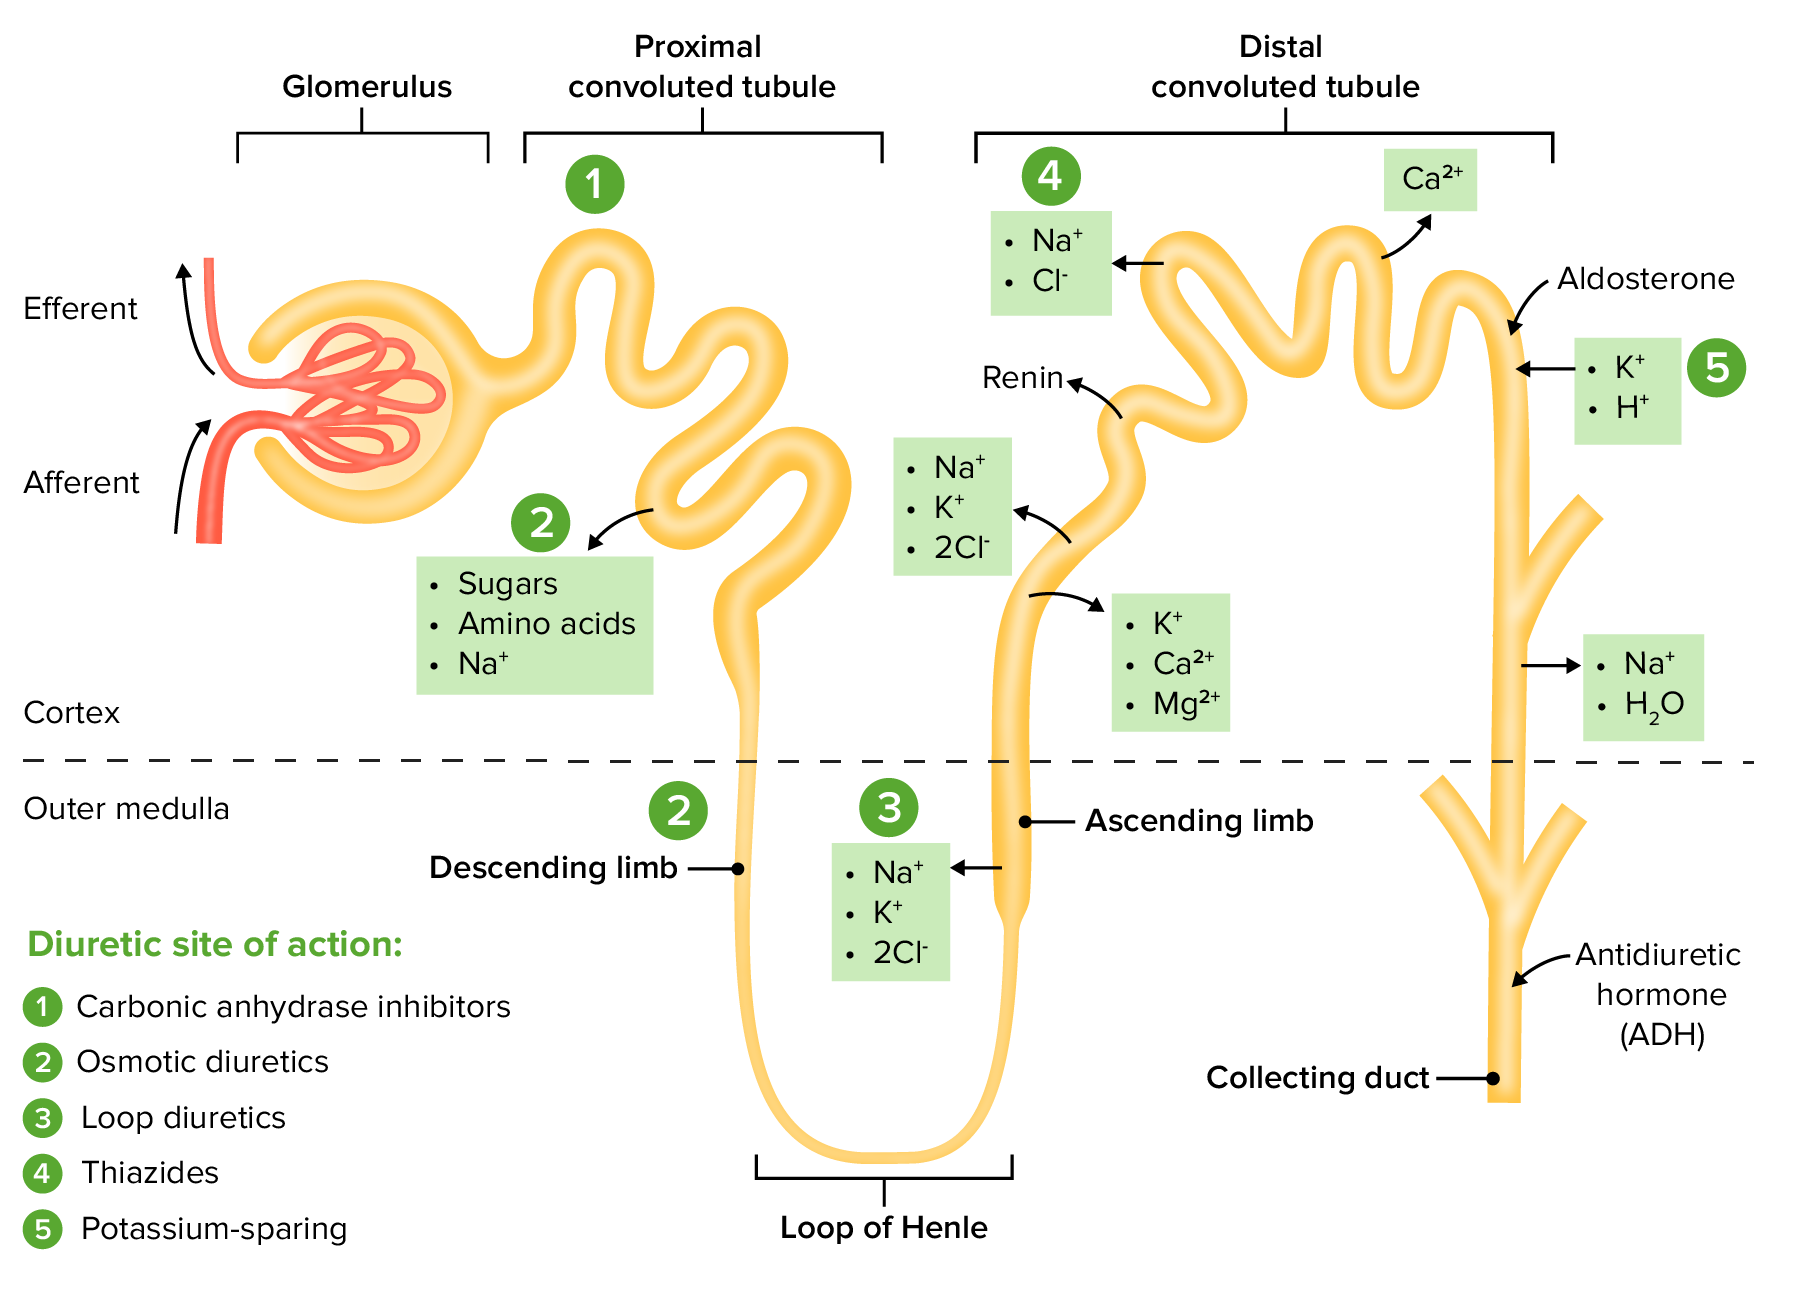 Glomerulus
Proximal
convoluted tubule
Distal
convoluted tubule
1
4
Na⁺
Cl⁻
Ca²⁺
Efferent
Afferent
Aldosterone
K⁺
H⁺
5
Renin
Na⁺
K⁺
2Cl⁻
2
Sugars
Amino acids
Na⁺
K⁺
Ca²⁺
Mg²⁺
Na⁺
H₂O
Cortex
Outer medulla
2
Descending limb
3
Na⁺
K⁺
2Cl⁻
Ascending limb
Antidiuretic
hormone
(ADH)
Collecting duct
Loop of Henle
Diuretic site of action:
1 Carbonic anhydrase inhibitors
2 Osmotic diuretics
3 Loop diuretics
4 Thiazides
5 Potassium-sparing